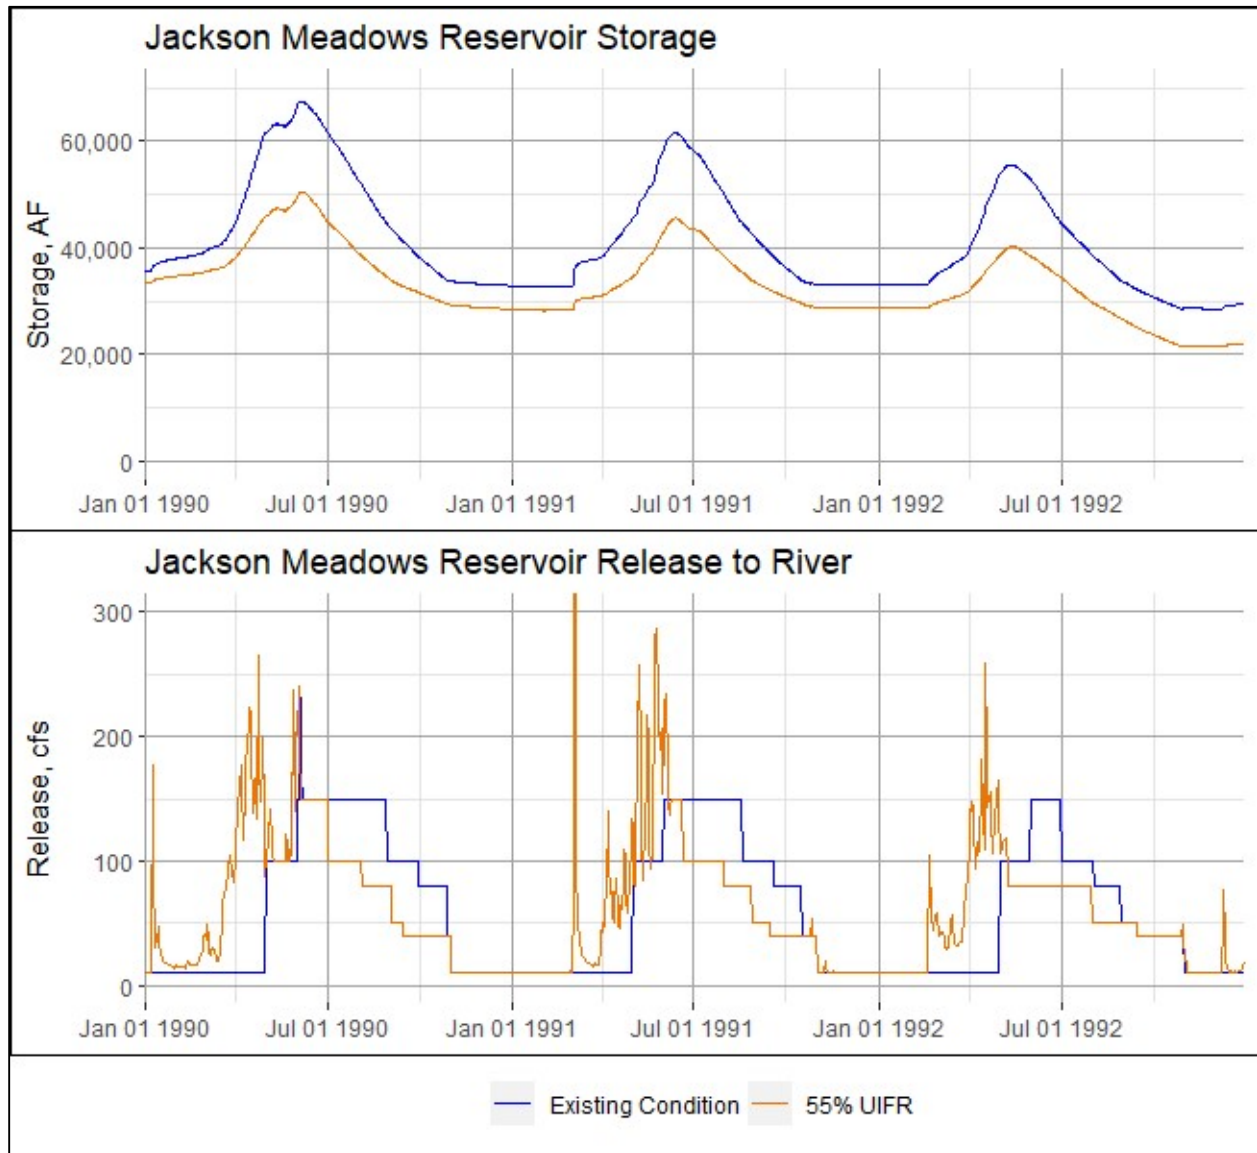 Jackson Meadows Reservoir Storage
Storage, AF
60,000
40,000
20,000
0
Jan 01 1990 Jul 01 1990 Jan 01 1991 Jul 01 1991 Jan 01 1992 Jul 01 1992
Jackson Meadows Reservoir Release to River
Release, cfs
300
200
100
0
Jan 01 1990 Jul 01 1990 Jan 01 1991 Jul 01 1991 Jan 01 1992 Jul 01 1992
Existing Condition 55% UIFR